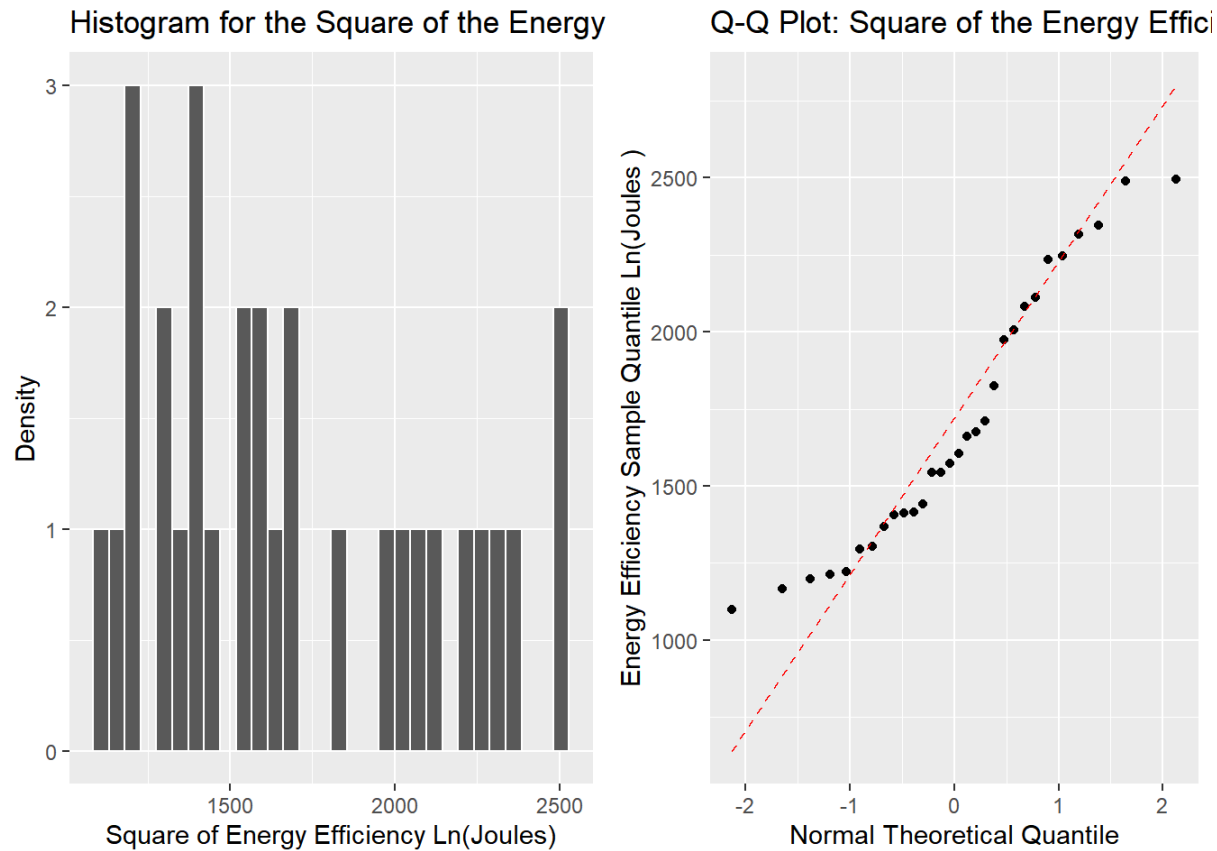 Histogram for the Square of the Energy
3
2
1
0
Density
1500 2000 2500
Square of Energy Efficiency Ln(Joules)
Q-Q Plot: Square of the Energy Effici
2500
2000
1500
1000
Energy Efficiency Sample Quantile Ln(Joules )
-2 -1 0 1 2
Normal Theoretical Quantile